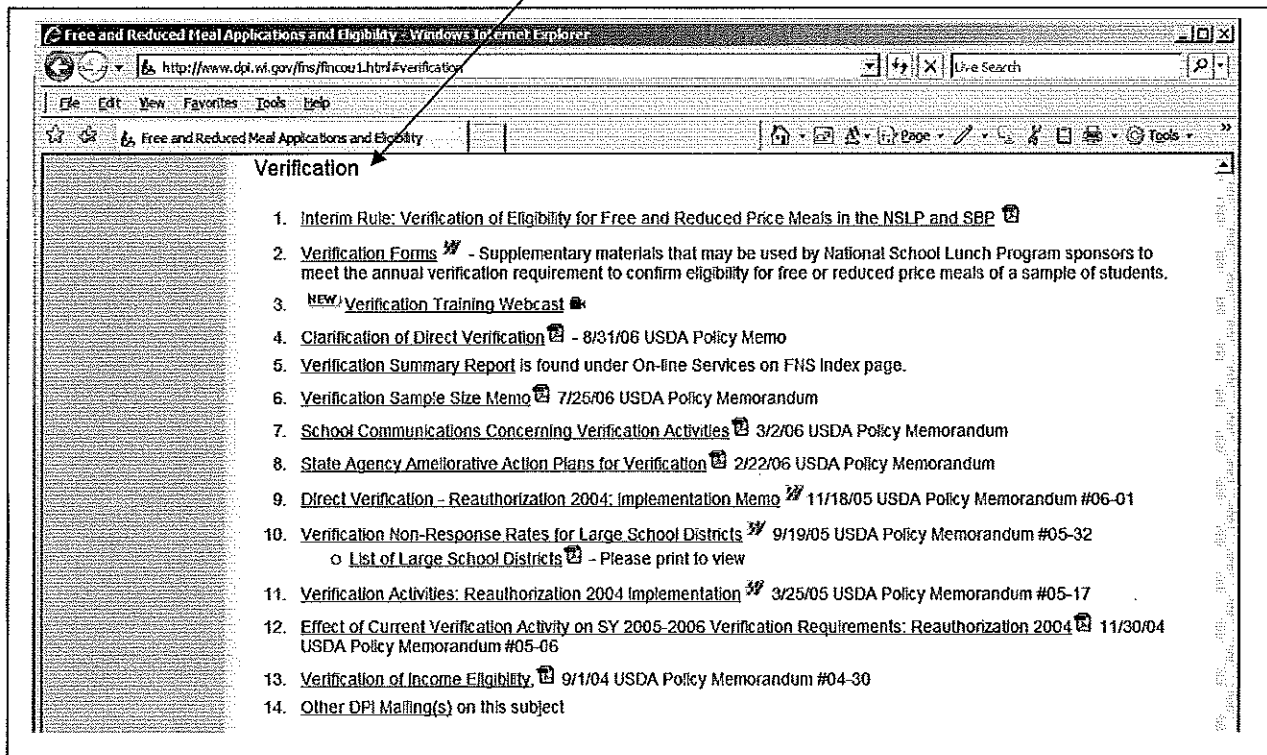 Free and Reduced Meal Applications and Eligibility - Windows Internet Explorer
http://www.dpi.wi.gov/fns/fincou1.html#verification
Live Search
File Edit View Favorites Tools Help
Free and Reduced Meal Applications and Eligibility
Page
Tools
Verification
1. Interim Rule: Verification of Eligibility for Free and Reduced Price Meals in the NSLP and SBP
2. Verification Forms - Supplementary materials that may be used by National School Lunch Program sponsors to
meet the annual verification requirement to confirm eligibility for free or reduced price meals of a sample of students.
3. NEW! Verification Training Webcast
4. Clarification of Direct Verification - 8/31/06 USDA Policy Memo
5. Verification Summary Report is found under On-line Services on FNS Index page.
6. Verification Sample Size Memo 7/25/06 USDA Policy Memorandum
7. School Communications Concerning Verification Activities 3/2/06 USDA Policy Memorandum
8. State Agency Ameliorative Action Plans for Verification 2/22/06 USDA Policy Memorandum
9. Direct Verification - Reauthorization 2004: Implementation Memo 11/18/05 USDA Policy Memorandum #06-01
10. Verification Non-Response Rates for Large School Districts 9/19/05 USDA Policy Memorandum #05-32
o List of Large School Districts - Please print to view
11. Verification Activities: Reauthorization 2004 Implementation 3/25/05 USDA Policy Memorandum #05-17
12. Effect of Current Verification Activity on SY 2005-2006 Verification Requirements: Reauthorization 2004 11/30/04
USDA Policy Memorandum #05-06
13. Verification of Income Eligibility, 9/1/04 USDA Policy Memorandum #04-30
14. Other DPI Mailing(s) on this subject